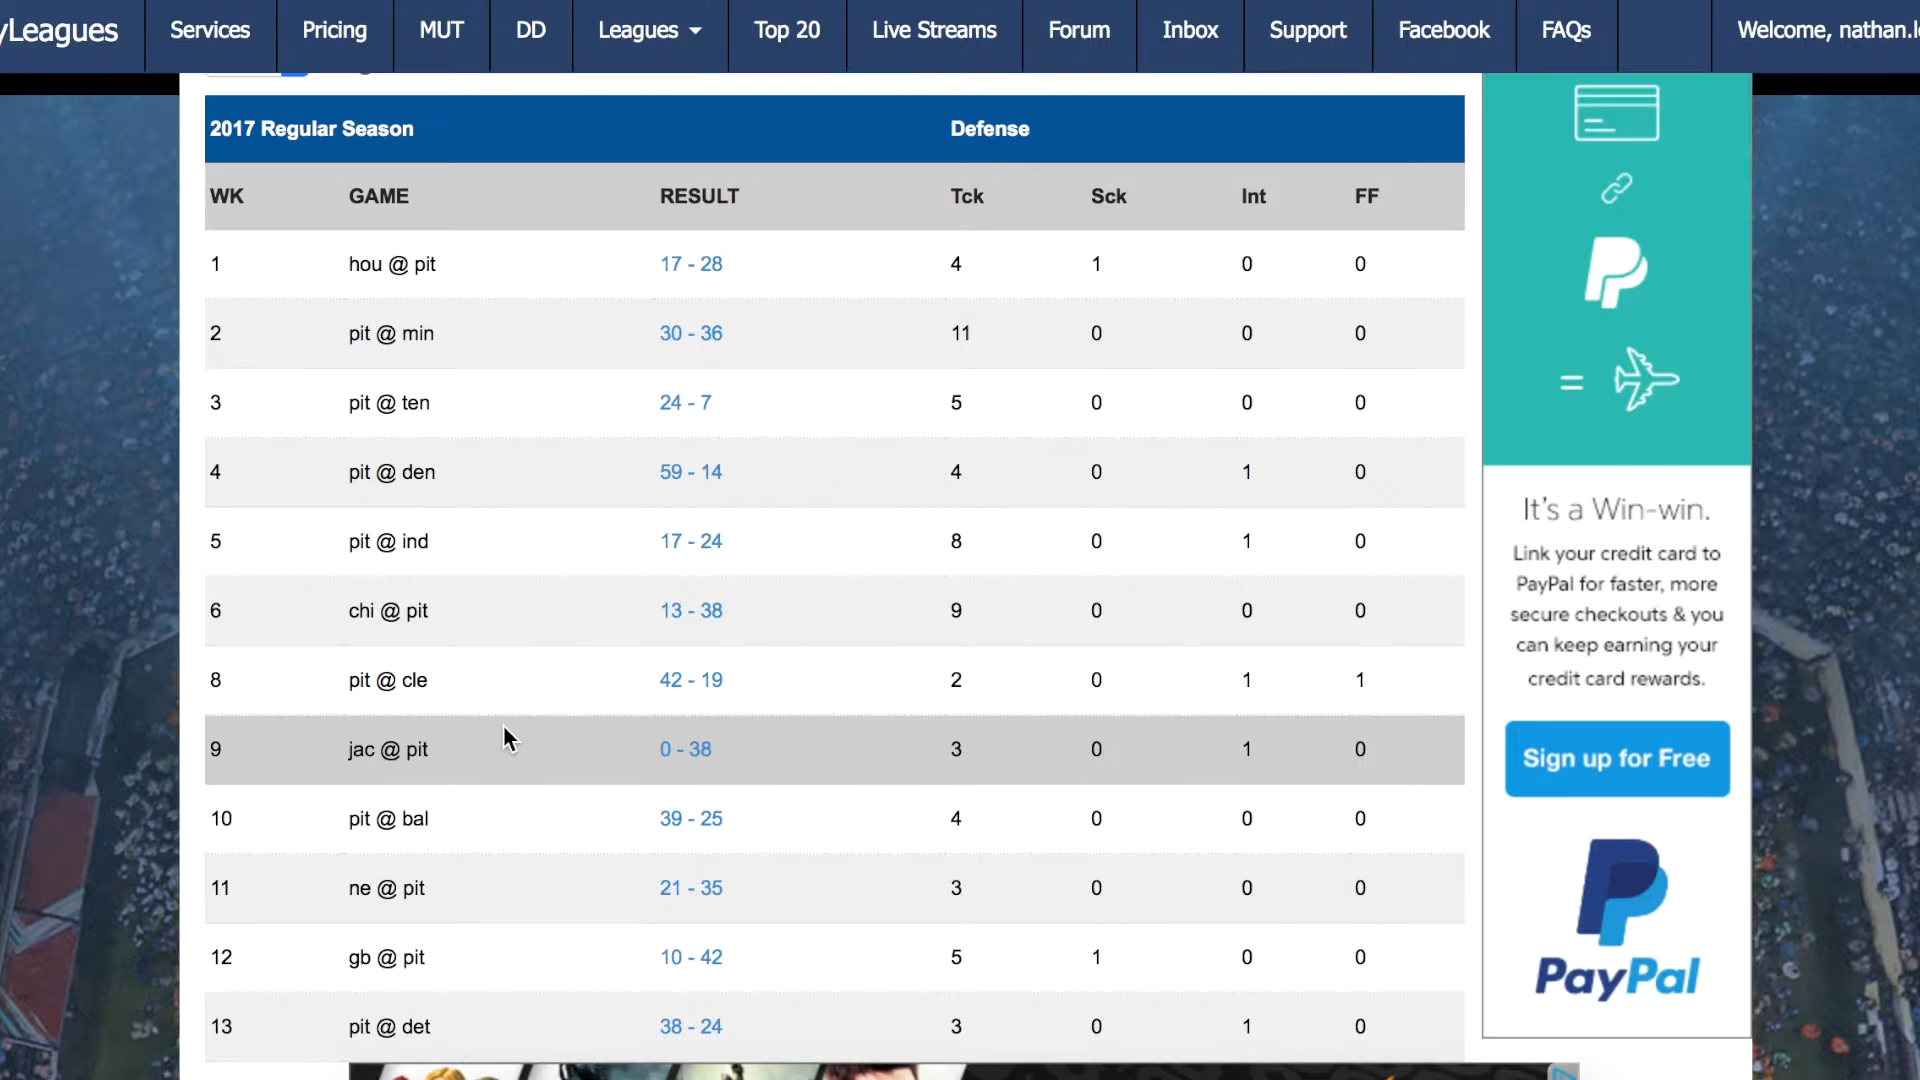 yLeagues Services Pricing MUT DD Leagues Top 20 Live Streams Forum Inbox Support Facebook FAQs Welcome, nathan.l
2017 Regular Season Defense
WK GAME RESULT Tck Sck Int FF
1 hou @ pit 17 - 28 4 1 0 0
2 pit @ min 30 - 36 11 0 0 0
3 pit @ ten 24 - 7 5 0 0 0
4 pit @ den 59 - 14 4 0 1 0
5 pit @ ind 17 - 24 8 0 1 0
6 chi @ pit 13 - 38 9 0 0 0
8 pit @ cle 42 - 19 2 0 1 1
9 jac @ pit 0 - 38 3 0 1 0
10 pit @ bal 39 - 25 4 0 0 0
11 ne @ pit 21 - 35 3 0 0 0
12 gb @ pit 10 - 42 5 1 0 0
13 pit @ det 38 - 24 3 0 1 0
=
It's a Win-win.
Link your credit card to
PayPal for faster, more
secure checkouts & you
can keep earning your
credit card rewards.
Sign up for Free
PayPal